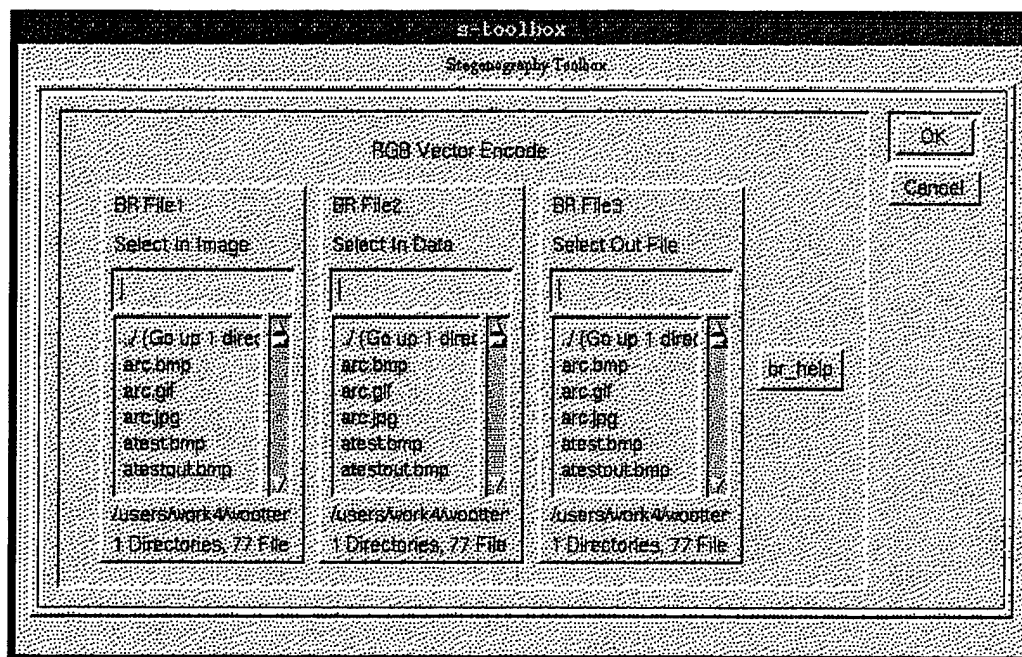 s-toolbox
Steganography Toolbox
OK
Cancel
RGB Vector Encode
BR File1
Select In Image
./ (Go up 1 direc
arc.bmp
arc.gif
arc.jpg
atest.bmp
atestout.bmp
/users/work4/wootter
1 Directories, 77 File
BR File2
Select In Data
./ (Go up 1 direc
arc.bmp
arc.gif
arc.jpg
atest.bmp
atestout.bmp
/users/work4/wootter
1 Directories, 77 File
BR File3
Select Out File
./ (Go up 1 direc
arc.bmp
arc.gif
arc.jpg
atest.bmp
atestout.bmp
/users/work4/wootter
1 Directories, 77 File
br_help